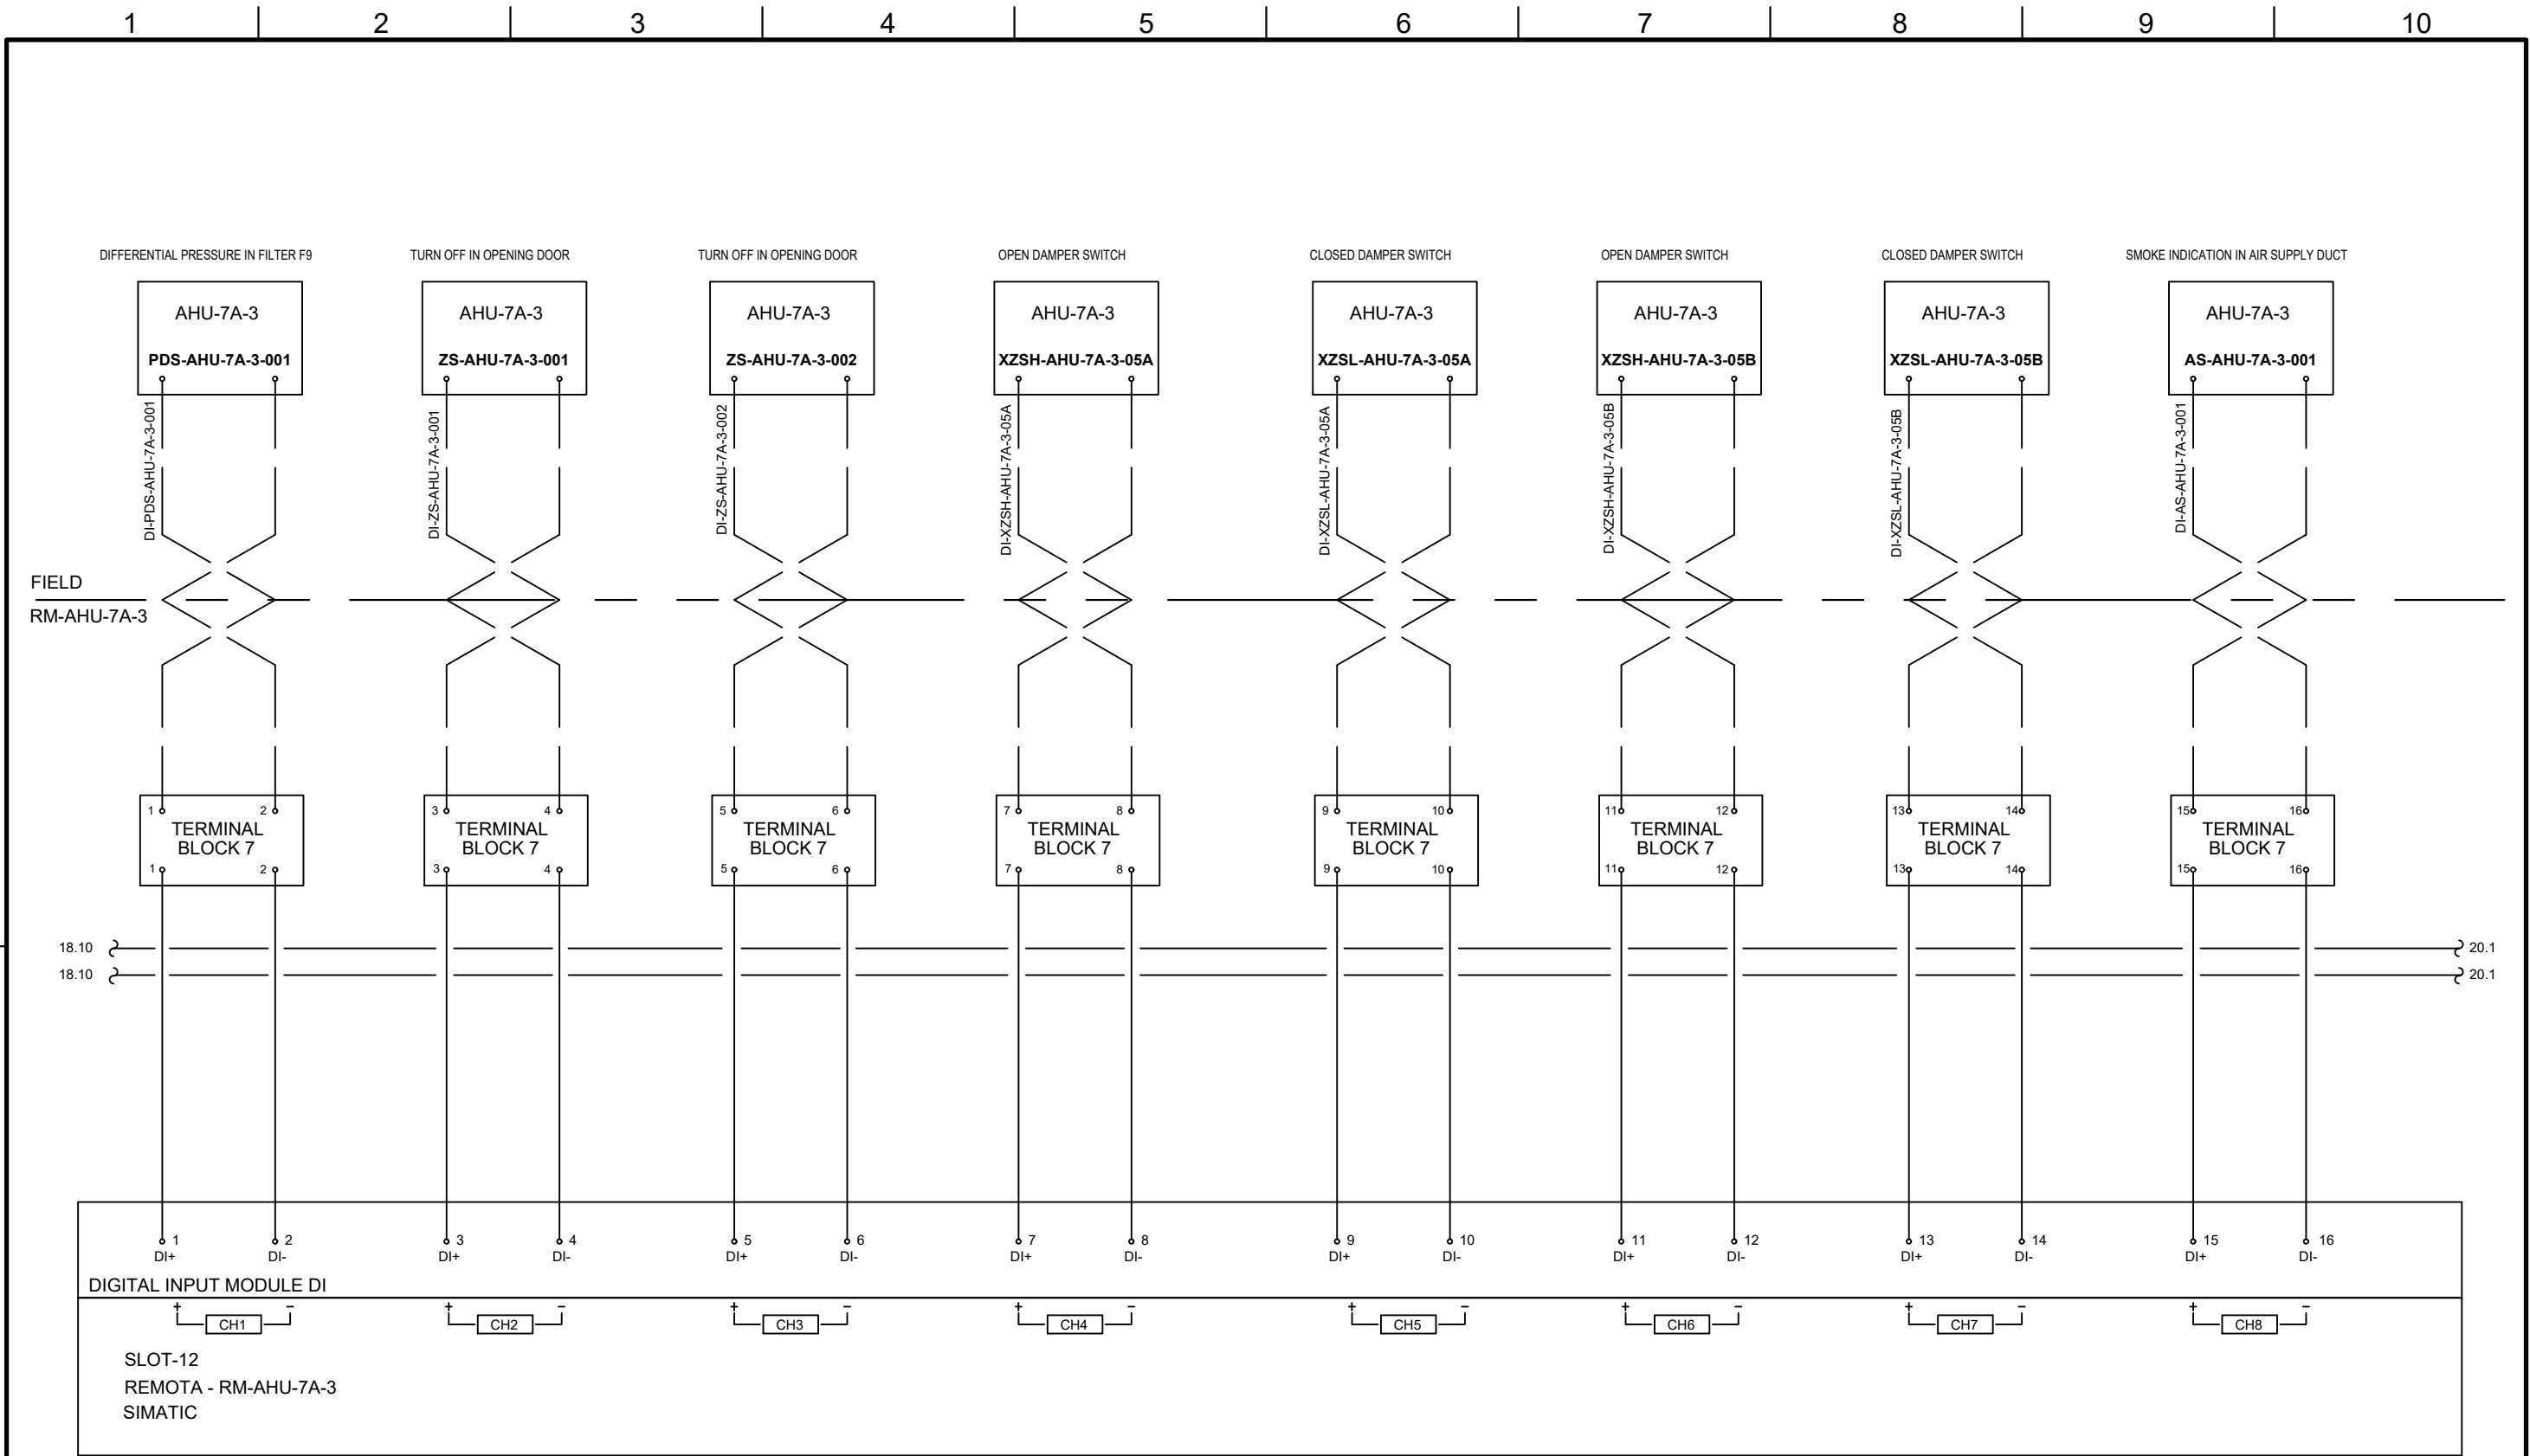 1 2 3 4 5 6 7 8 9 10
DIFFERENTIAL PRESSURE IN FILTER F9
TURN OFF IN OPENING DOOR
TURN OFF IN OPENING DOOR
OPEN DAMPER SWITCH
CLOSED DAMPER SWITCH
OPEN DAMPER SWITCH
CLOSED DAMPER SWITCH
SMOKE INDICATION IN AIR SUPPLY DUCT
AHU-7A-3
PDS-AHU-7A-3-001
AHU-7A-3
ZS-AHU-7A-3-001
AHU-7A-3
ZS-AHU-7A-3-002
AHU-7A-3
XZSH-AHU-7A-3-05A
AHU-7A-3
XZSL-AHU-7A-3-05A
AHU-7A-3
XZSH-AHU-7A-3-05B
AHU-7A-3
XZSL-AHU-7A-3-05B
AHU-7A-3
AS-AHU-7A-3-001
DI-PDS-AHU-7A-3-001
DI-ZS-AHU-7A-3-001
DI-ZS-AHU-7A-3-002
DI-XZSH-AHU-7A-3-05A
DI-XZSL-AHU-7A-3-05A
DI-XZSH-AHU-7A-3-05B
DI-XZSL-AHU-7A-3-05B
DI-AS-AHU-7A-3-001
FIELD
RM-AHU-7A-3
1 2
TERMINAL
BLOCK 7
1 2
3 4
TERMINAL
BLOCK 7
3 4
5 6
TERMINAL
BLOCK 7
5 6
7 8
TERMINAL
BLOCK 7
7 8
9 10
TERMINAL
BLOCK 7
9 10
11 12
TERMINAL
BLOCK 7
11 12
13 14
TERMINAL
BLOCK 7
13 14
15 16
TERMINAL
BLOCK 7
15 16
18.10 20.1
18.10 20.1
1 2 3 4 5 6 7 8 9 10 11 12 13 14 15 16
DI+ DI- DI+ DI- DI+ DI- DI+ DI- DI+ DI- DI+ DI- DI+ DI- DI+ DI-
DIGITAL INPUT MODULE DI
+ - + - + - + - + - + - + - + -
CH1 CH2 CH3 CH4 CH5 CH6 CH7 CH8
SLOT-12
REMOTA - RM-AHU-7A-3
SIMATIC